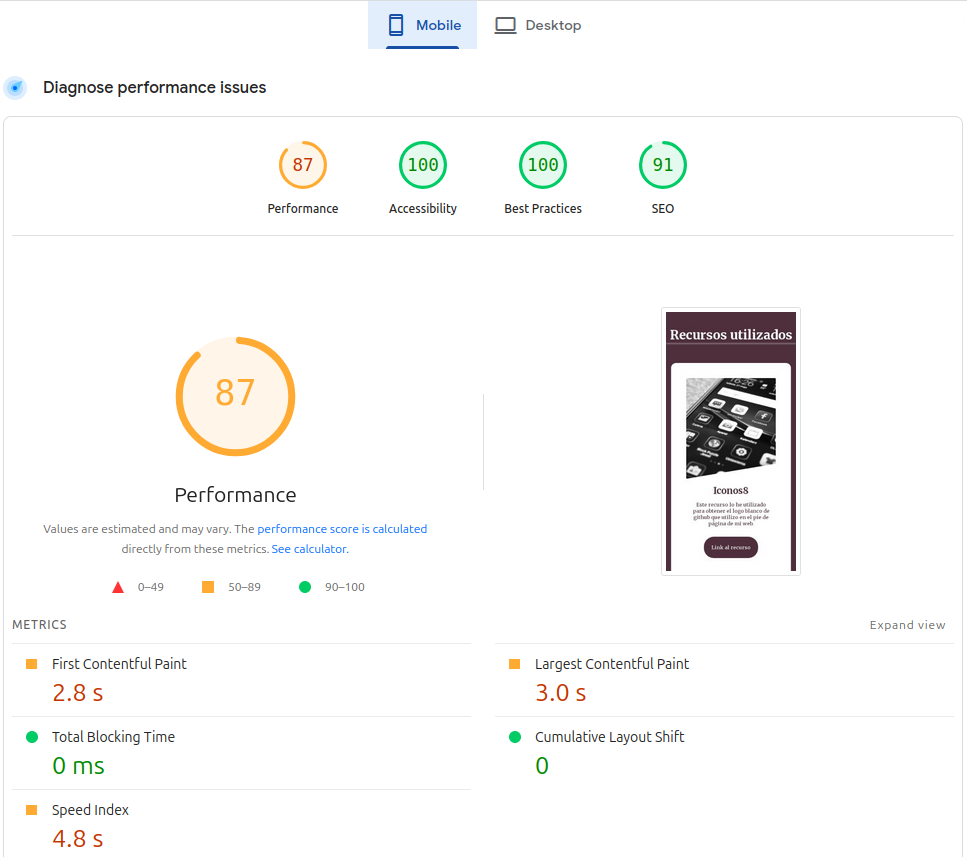 Mobile
Desktop
Diagnose performance issues
87
100
100
91
Performance
Accessibility
Best Practices
SEO
87
Performance
Values are estimated and may vary. The performance score is calculated
directly from these metrics. See calculator.
0–49
50–89
90–100
Recursos utilizados
16:26
Iconos8
Este recurso lo he utilizado
para obtener el logo blanco de
github que utilizo en el pie de
página de mi web
Link al recurso
METRICS
Expand view
First Contentful Paint
2.8 s
Largest Contentful Paint
3.0 s
Total Blocking Time
0 ms
Cumulative Layout Shift
0
Speed Index
4.8 s